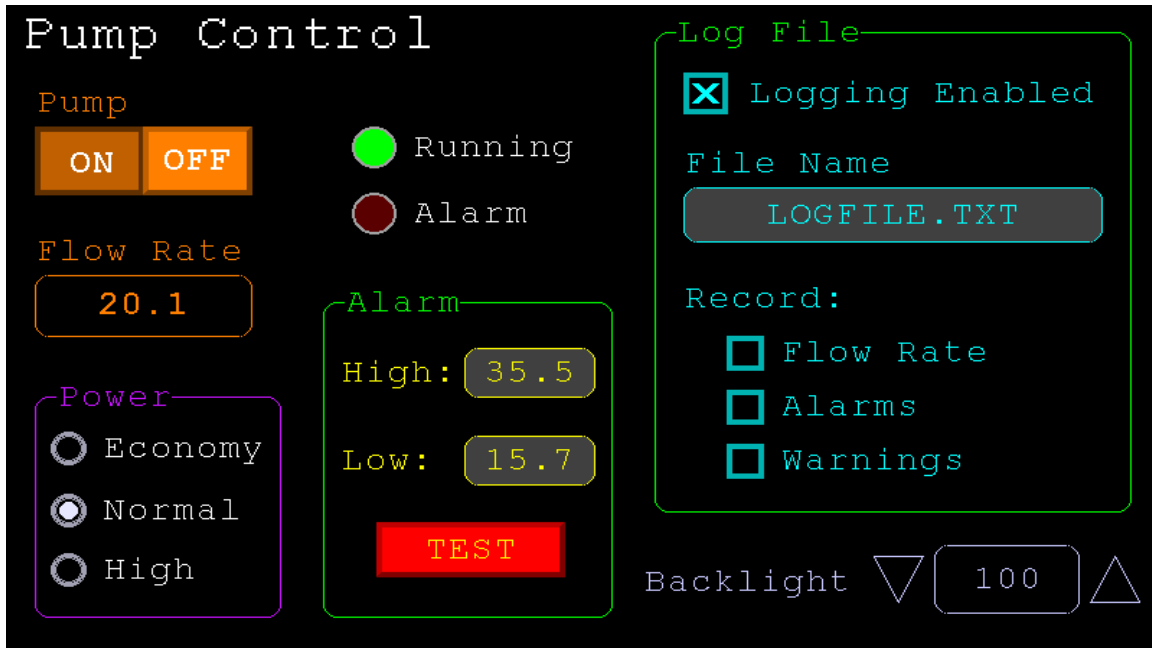 Pump Control
Pump
ON OFF
Running
Alarm
Flow Rate
20.1
Power
Economy
Normal
High
Alarm
High: 35.5
Low: 15.7
TEST
Log File
Logging Enabled
File Name
LOGFILE.TXT
Record:
Flow Rate
Alarms
Warnings
Backlight 100